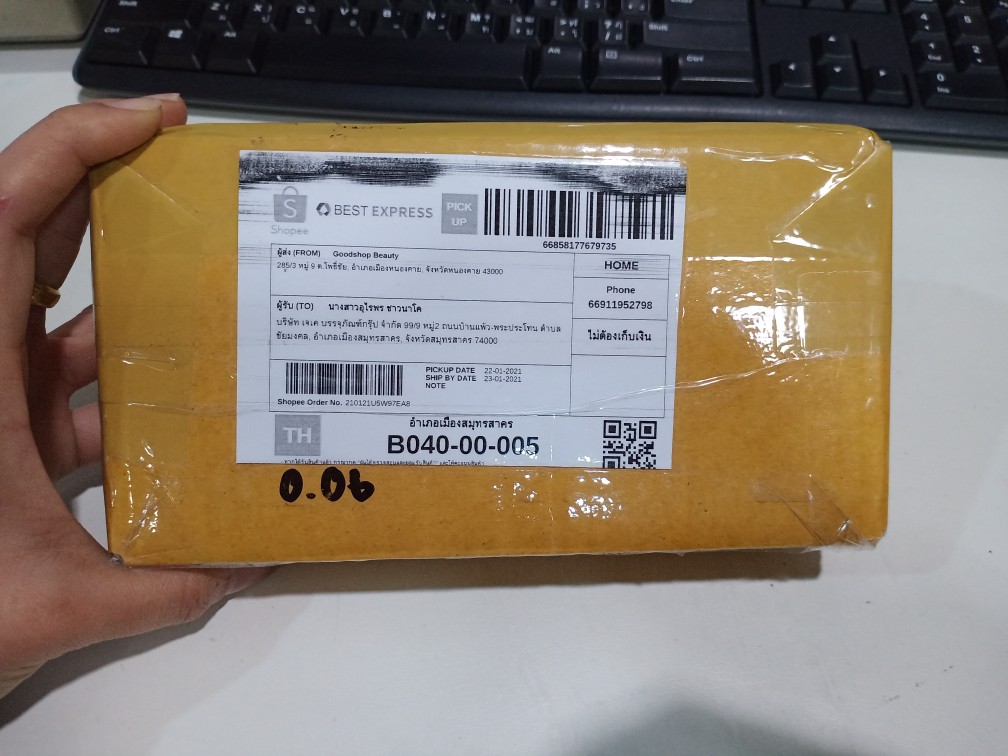 Shopee
BEST EXPRESS
PICK UP
66858177679735
ผู้ส่ง (FROM) Goodshop Beauty
285/3 หมู่ 9 ต.โพธิ์ชัย, อำเภอเมืองหนองคาย, จังหวัดหนองคาย 43000
HOME
Phone
66911952798
ผู้รับ (TO) นางสาวอุไรพร ชาวนาโค
บริษัท เจเค บรรจุภัณฑ์กรุ๊ป จำกัด 99/9 หมู่2 ถนนบ้านแพ้ว-พระประโทน ตำบล
ชัยมงคล, อำเภอเมืองสมุทรสาคร, จังหวัดสมุทรสาคร 74000
ไม่ต้องเก็บเงิน
PICKUP DATE 22-01-2021
SHIP BY DATE 23-01-2021
NOTE
Shopee Order No. 210121U5W97EA8
TH
อำเภอเมืองสมุทรสาคร
B040-00-005
0.06